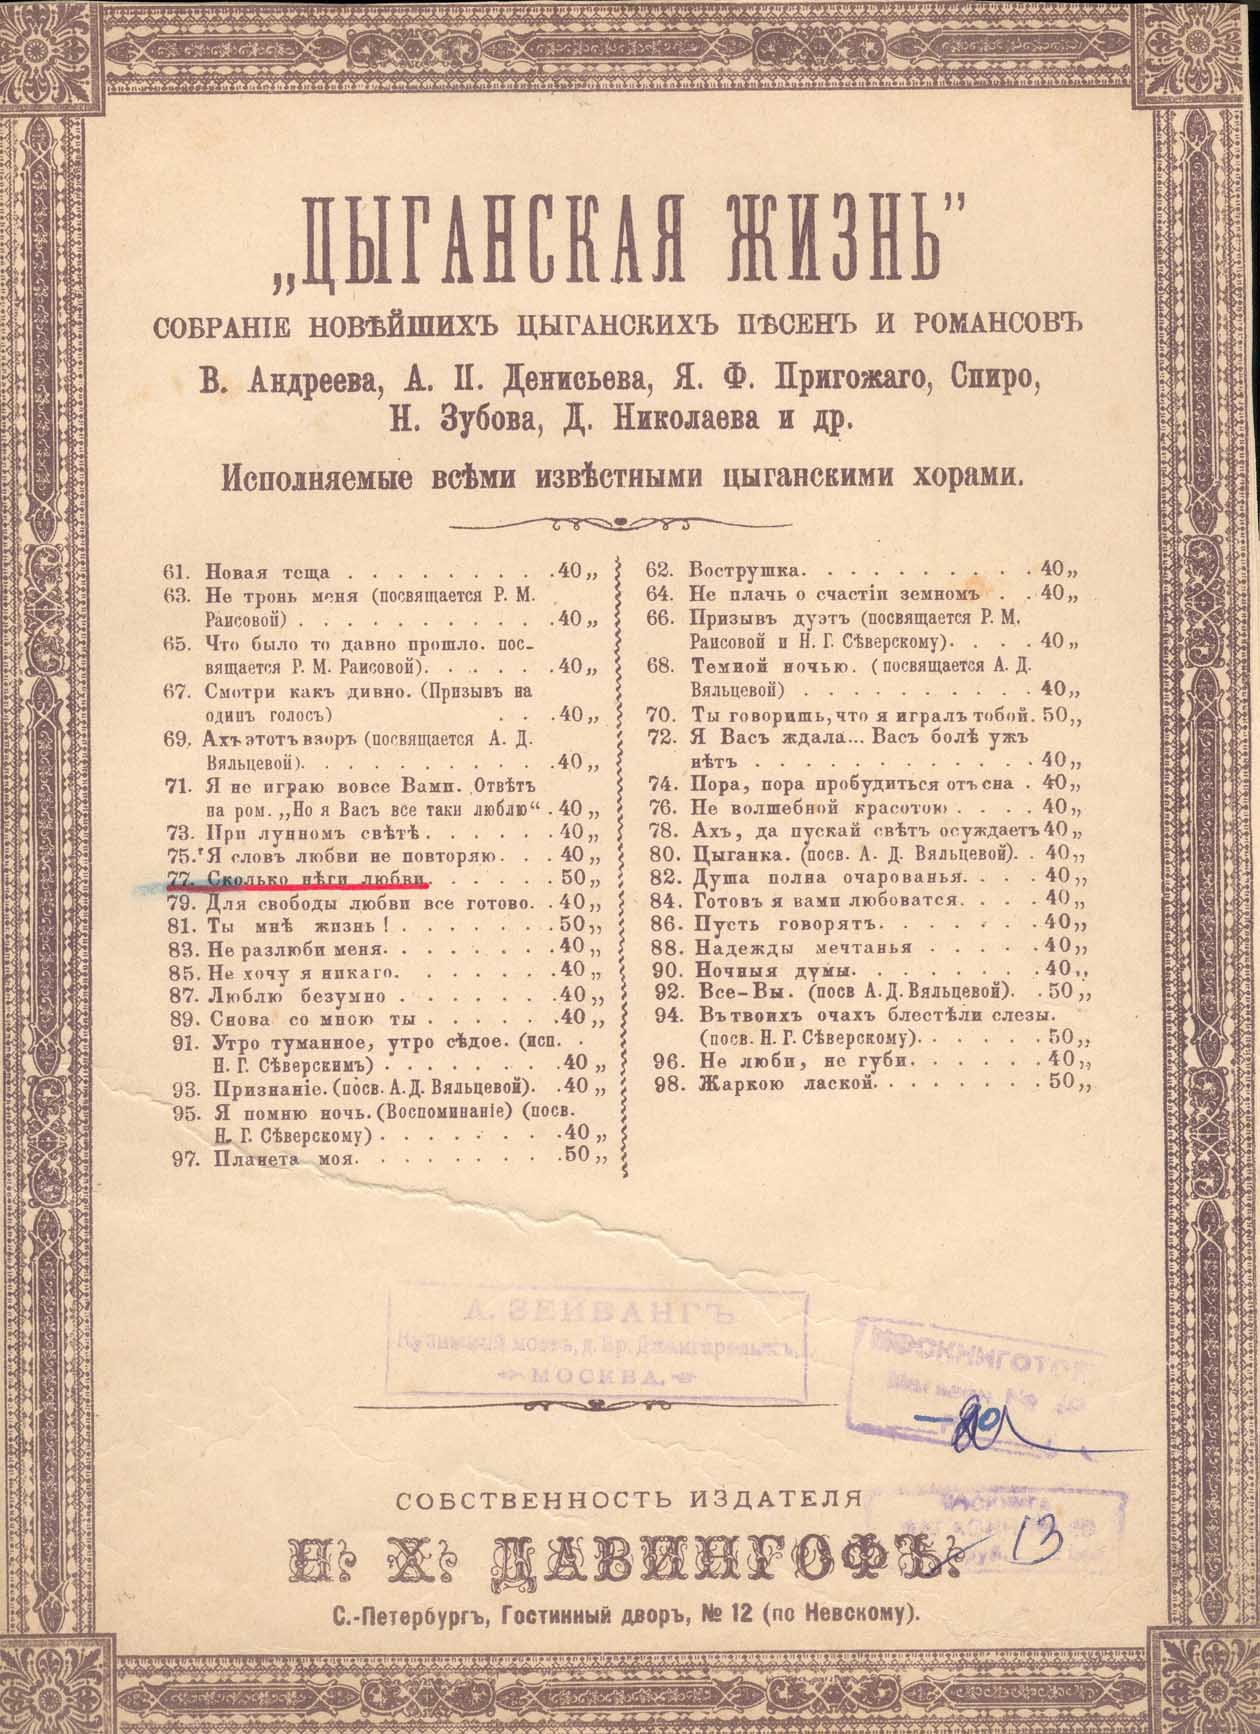 „ЦЫГАНСКАЯ ЖИЗНЬ”
СОБРАНІЕ НОВѢЙШИХЪ ЦЫГАНСКИХЪ ПѢСЕНЪ И РОМАНСОВЪ
В. Андреева, А. П. Денисьева, Я. Ф. Пригожаго, Спиро,
Н. Зубова, Д. Николаева и др.
Исполняемые всѣми извѣстными цыганскими хорами.
61. Новая теща . . . . . . . . . 40 „
63. Не тронь меня (посвящается Р. М.
Раисовой) . . . . . . . . . . . 40 „
65. Что было то давно прошло. пос-
вящается Р. М. Раисовой). . . . . . 40 „
67. Смотри какъ дивно. (Призывъ на
одинъ голосъ) . . . 40 „
69. Ахъ этотъ взоръ (посвящается А. Д.
Вяльцевой). . . . . . . . . . . 40 „
71. Я не играю вовсе Вами. Отвѣтъ
на ром. „Но я Васъ все таки люблю“ . 40 „
73. При лунномъ свѣтѣ . . . . . . 40 „
75. Я словъ любви не повторяю. . . 40 „
77. Сколько нѣги любви . . . . . . 50 „
79. Для свободы любви все готово. . 40 „
81. Ты мнѣ жизнь ! . . . . . . . 50 „
83. Не разлюби меня. . . . . . . . 40 „
85. Не хочу я никаго. . . . . . . 40 „
87. Люблю безумно . . . . . . . 40 „
89. Снова со мною ты . . . . . . 40 „
91. Утро туманное, утро сѣдое. (исп. .
Н. Г. Сѣверскимъ) . . . . . . . . 40 „
93. Признаніе. (посв. А. Д. Вяльцевой). . 40 „
95. Я помню ночь. (Воспоминаніе) (посв.
Н. Г. Сѣверскому) . . . . . . . . 40 „
97. Планета моя. . . . . . . . . 50 „
62. Вострушка. . . . . . . . . . 40 „
64. Не плачь о счастіи земномъ . . 40 „
66. Призывъ дуэтъ (посвящается Р. М.
Раисовой и Н. Г. Сѣверскому). . . . 40 „
68. Темной ночью. (посвящается А. Д.
Вяльцевой) . . . . . . . . . . 40 „
70. Ты говоришь, что я игралъ тобой. 50 „
72. Я Васъ ждала... Васъ болѣ ужъ
нѣтъ . . . . . . . . . . . . . 40 „
74. Пора, пора пробудиться отъ сна . 40 „
76. Не волшебной красотою . . . . 40 „
78. Ахъ, да пускай свѣтъ осуждаетъ 40 „
80. Цыганка. (посв. А. Д. Вяльцевой). . 40 „
82. Душа полна очарованья. . . . 40 „
84. Готовъ я вами любоватся. . . . 40 „
86. Пусть говорятъ. . . . . . . . 40 „
88. Надежды мечтанья . . . . . 40 „
90. Ночныя думы. . . . . . . . . 40 „
92. Все-Вы. (посв А. Д. Вяльцевой). . 50 „
94. Въ твоихъ очахъ блестѣли слезы.
(посв. Н. Г. Сѣверскому). . . . . . 50 „
96. Не люби, не губи. . . . . . . 40 „
98. Жаркою лаской. . . . . . . . 50 „
А. ЗЕЙВАНГЪ
Кузнецкій мостъ, д. Бр. Джамгаровыхъ.
МОСКВА.
МОСКНИГОТОРГ
Магазин №
СОБСТВЕННОСТЬ ИЗДАТЕЛЯ
МОСКНИГА
Н. Х. ДАВИНГОФЪ.
13
С.-Петербургъ, Гостинный дворъ, № 12 (по Невскому).